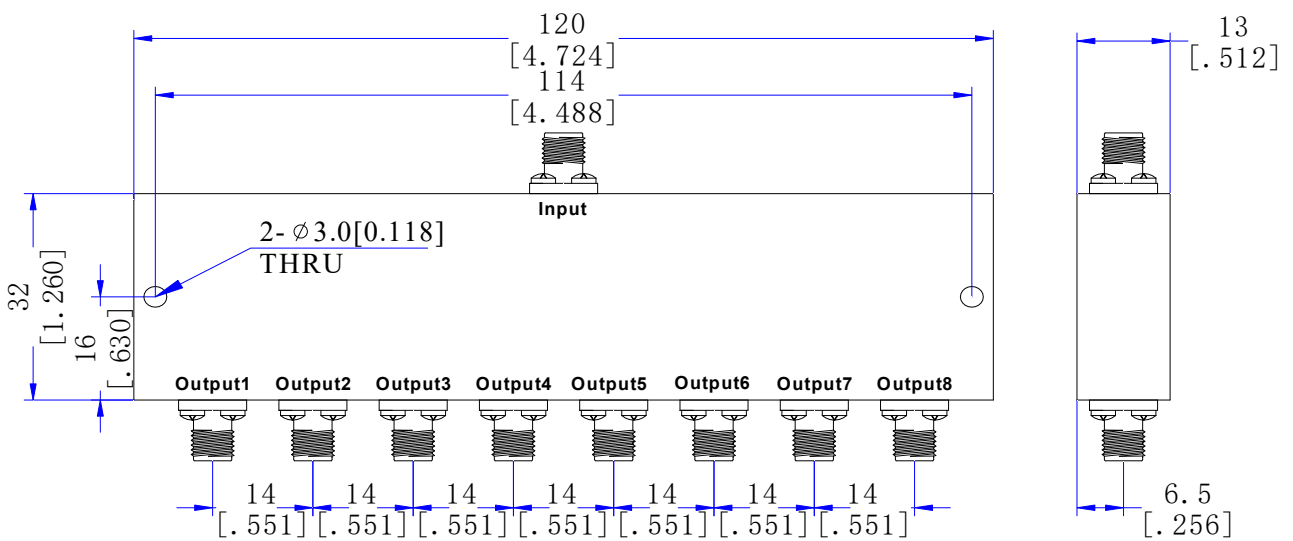 120
[4.724]
13
[.512]
114
[4.488]
Input
2-⌀3.0[0.118]
THRU
32
[1.260]
16
[.630]
Output1 Output2 Output3 Output4 Output5 Output6 Output7 Output8
14 14 14 14 14 14 14
[.551] [.551] [.551] [.551] [.551] [.551] [.551]
6.5
[.256]